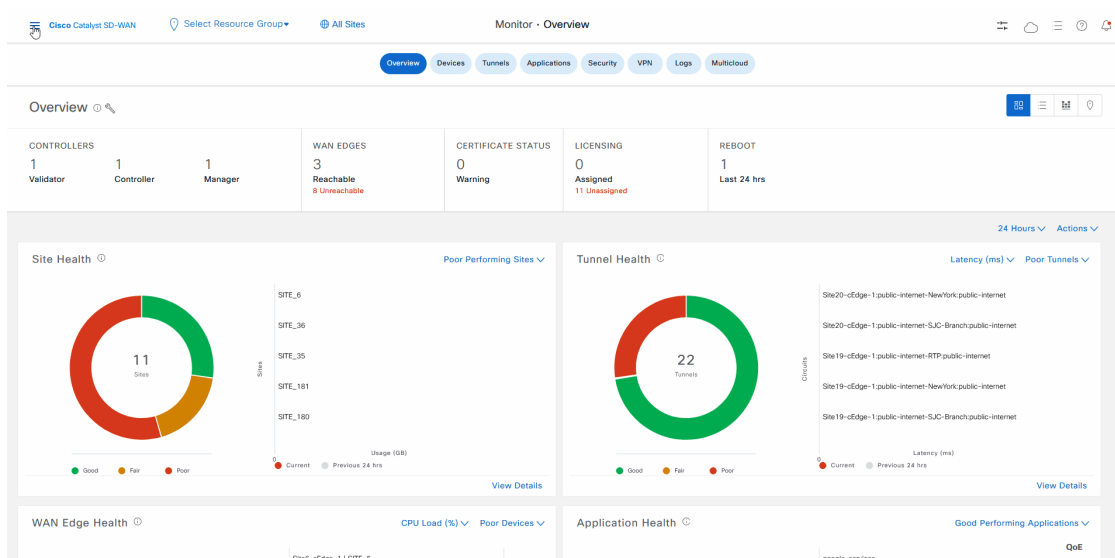 Cisco Catalyst SD-WAN
Select Resource Group
All Sites
Monitor · Overview
Overview
Devices
Tunnels
Applications
Security
VPN
Logs
Multicloud
Overview
CONTROLLERS
1
Validator
1
Controller
1
Manager
WAN EDGES
3
Reachable
8 Unreachable
CERTIFICATE STATUS
0
Warning
LICENSING
0
Assigned
11 Unassigned
REBOOT
1
Last 24 hrs
24 Hours
Actions
Site Health
Poor Performing Sites
11
Sites
Good
Fair
Poor
Sites
SITE_6
SITE_36
SITE_35
SITE_181
SITE_180
0
Usage (GB)
Current
Previous 24 hrs
View Details
Tunnel Health
Latency (ms)
Poor Tunnels
22
Tunnels
Good
Fair
Poor
Circuits
Site20-cEdge-1:public-internet-NewYork:public-internet
Site20-cEdge-1:public-internet-SJC-Branch:public-internet
Site19-cEdge-1:public-internet-RTP:public-internet
Site19-cEdge-1:public-internet-NewYork:public-internet
Site19-cEdge-1:public-internet-SJC-Branch:public-internet
0
Latency (ms)
Current
Previous 24 hrs
View Details
WAN Edge Health
CPU Load (%)
Poor Devices
Application Health
Good Performing Applications
QoE